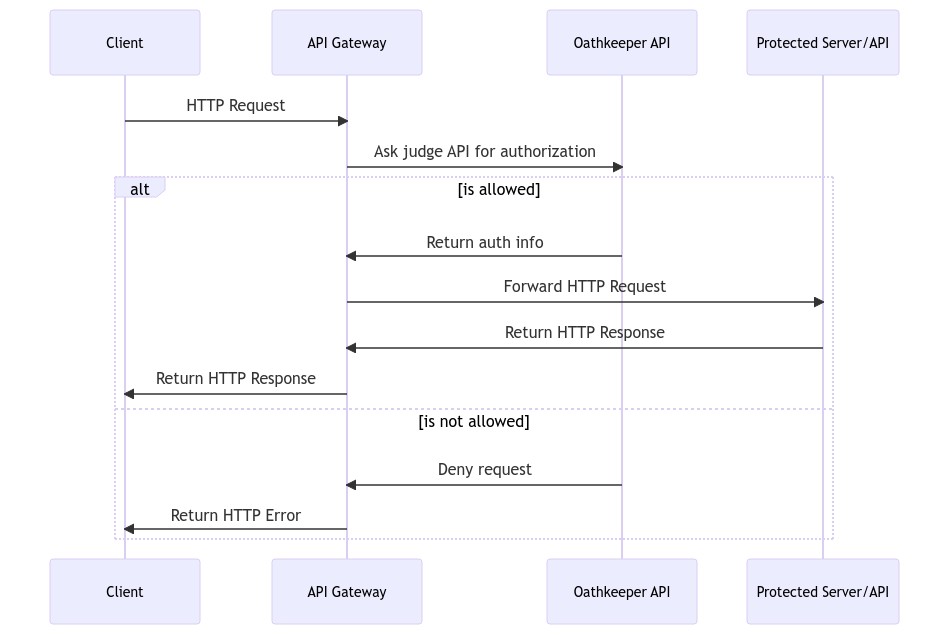 Client
API Gateway
Oathkeeper API
Protected Server/API
HTTP Request
Ask judge API for authorization
alt
[is allowed]
Return auth info
Forward HTTP Request
Return HTTP Response
Return HTTP Response
[is not allowed]
Deny request
Return HTTP Error
Client
API Gateway
Oathkeeper API
Protected Server/API